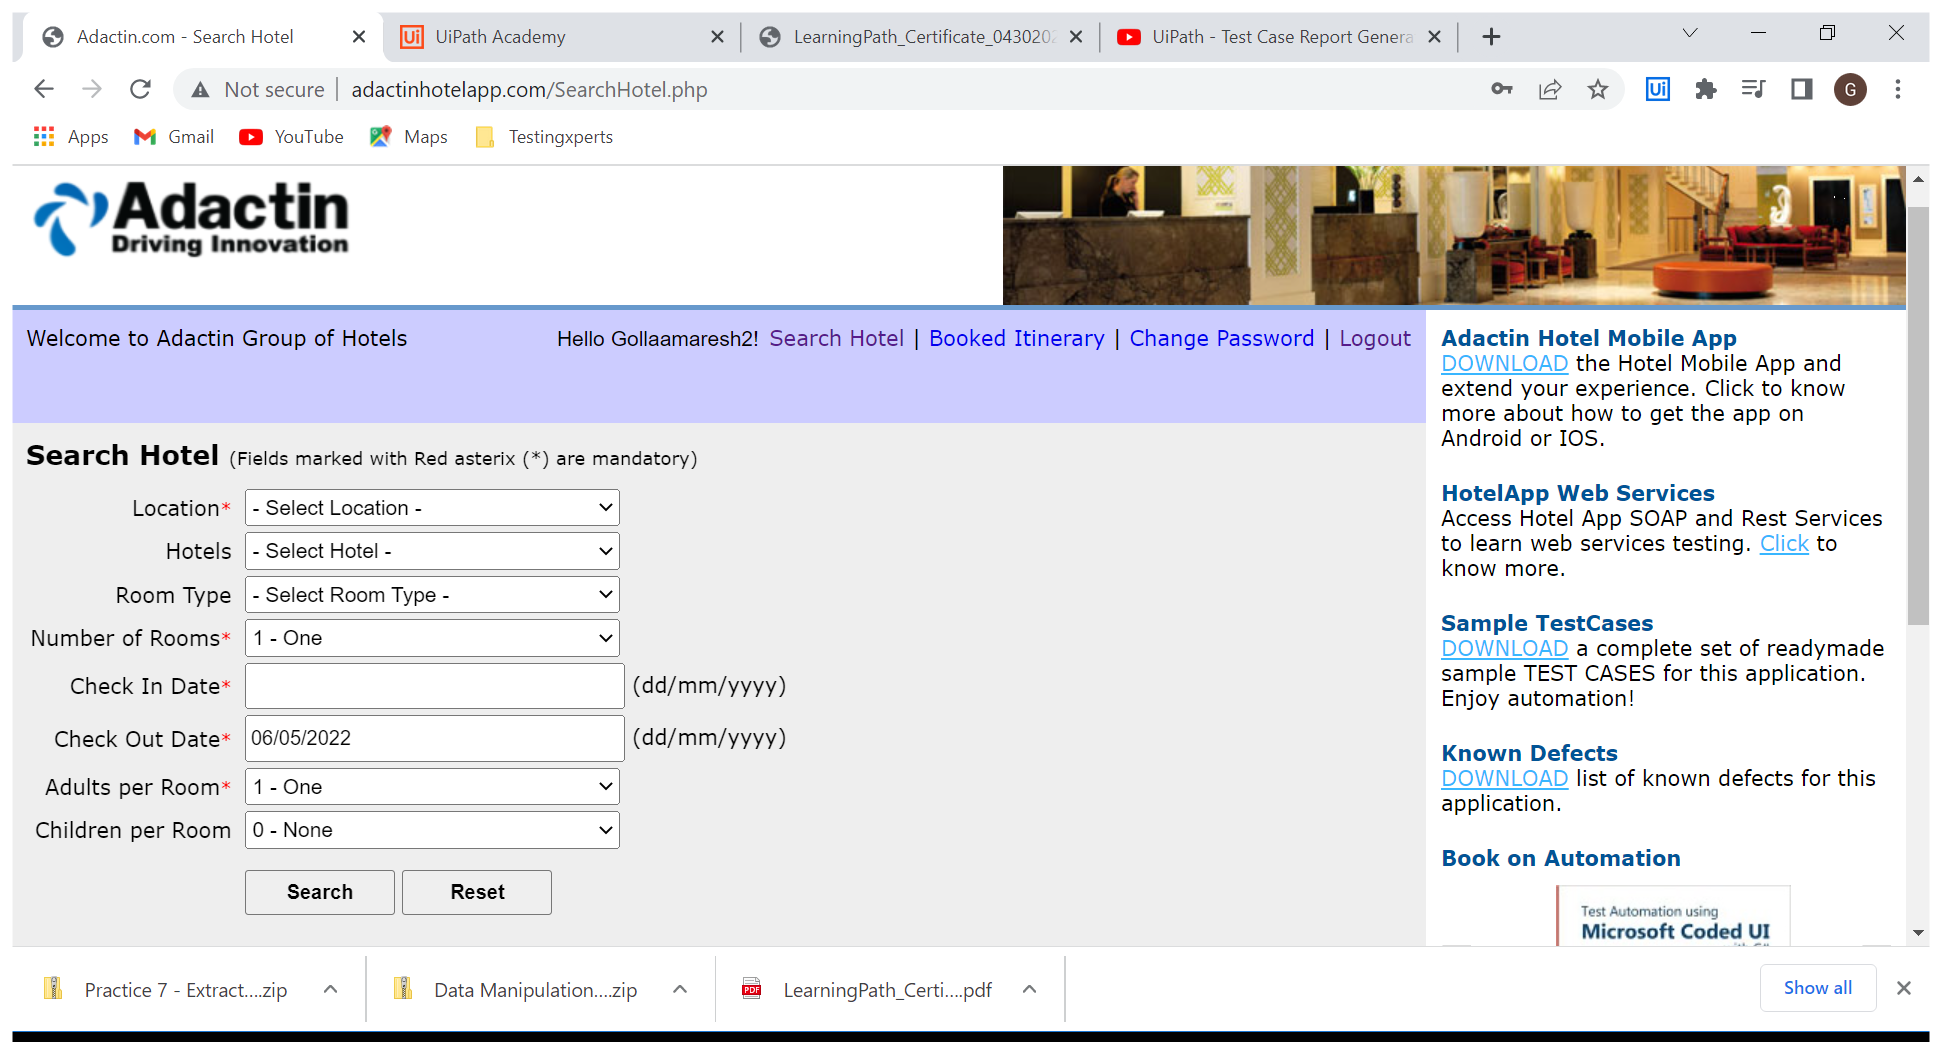 Adactin.com - Search Hotel
UiPath Academy
LearningPath_Certificate_0430202
UiPath - Test Case Report Genera
Not secure
adactinhotelapp.com/SearchHotel.php
Ui
G
Apps
Gmail
YouTube
Maps
Testingxperts
Adactin
Driving Innovation
Welcome to Adactin Group of Hotels
Hello Gollaamaresh2! Search Hotel | Booked Itinerary | Change Password | Logout
Search Hotel (Fields marked with Red asterix (*) are mandatory)
Location* - Select Location -
Hotels - Select Hotel -
Room Type - Select Room Type -
Number of Rooms* 1 - One
Check In Date* (dd/mm/yyyy)
Check Out Date* 06/05/2022 (dd/mm/yyyy)
Adults per Room* 1 - One
Children per Room 0 - None
Search Reset
Adactin Hotel Mobile App
DOWNLOAD the Hotel Mobile App and
extend your experience. Click to know
more about how to get the app on
Android or IOS.
HotelApp Web Services
Access Hotel App SOAP and Rest Services
to learn web services testing. Click to
know more.
Sample TestCases
DOWNLOAD a complete set of readymade
sample TEST CASES for this application.
Enjoy automation!
Known Defects
DOWNLOAD list of known defects for this
application.
Book on Automation
Test Automation using
Microsoft Coded UI
Practice 7 - Extract....zip
Data Manipulation....zip
PDF
LearningPath_Certi....pdf
Show all